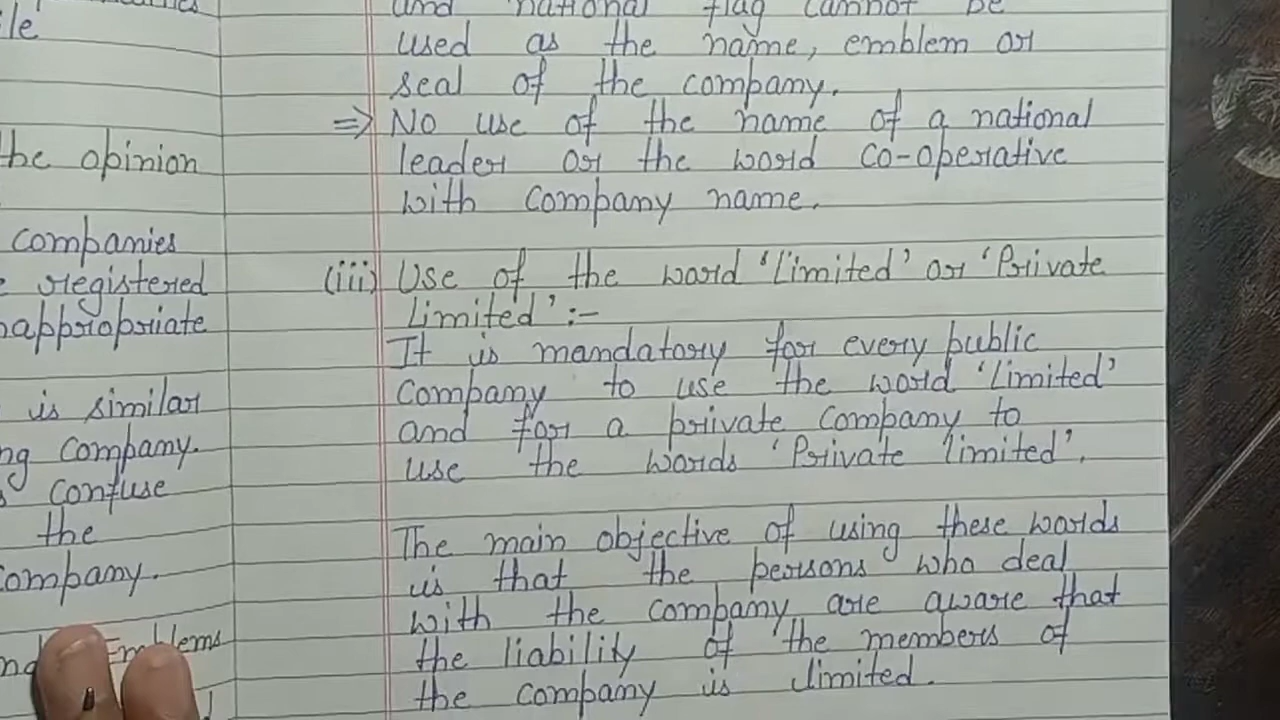 ile
the opinion
companies
registered
inappropriate
is similar
ng company.
confuse
the
company.
Emblems
and national flag cannot be
used as the name, emblem or
seal of the company.
=> No use of the name of a national
leader or the word co-operative
with company name.
(iii) Use of the word 'Limited' or 'Private
Limited' :-
It is mandatory for every public
company to use the word 'Limited'
and for a private company to
use the words 'Private limited'.
The main objective of using these words
is that the persons who deal
with the company are aware that
the liability of the members of
the company is limited.